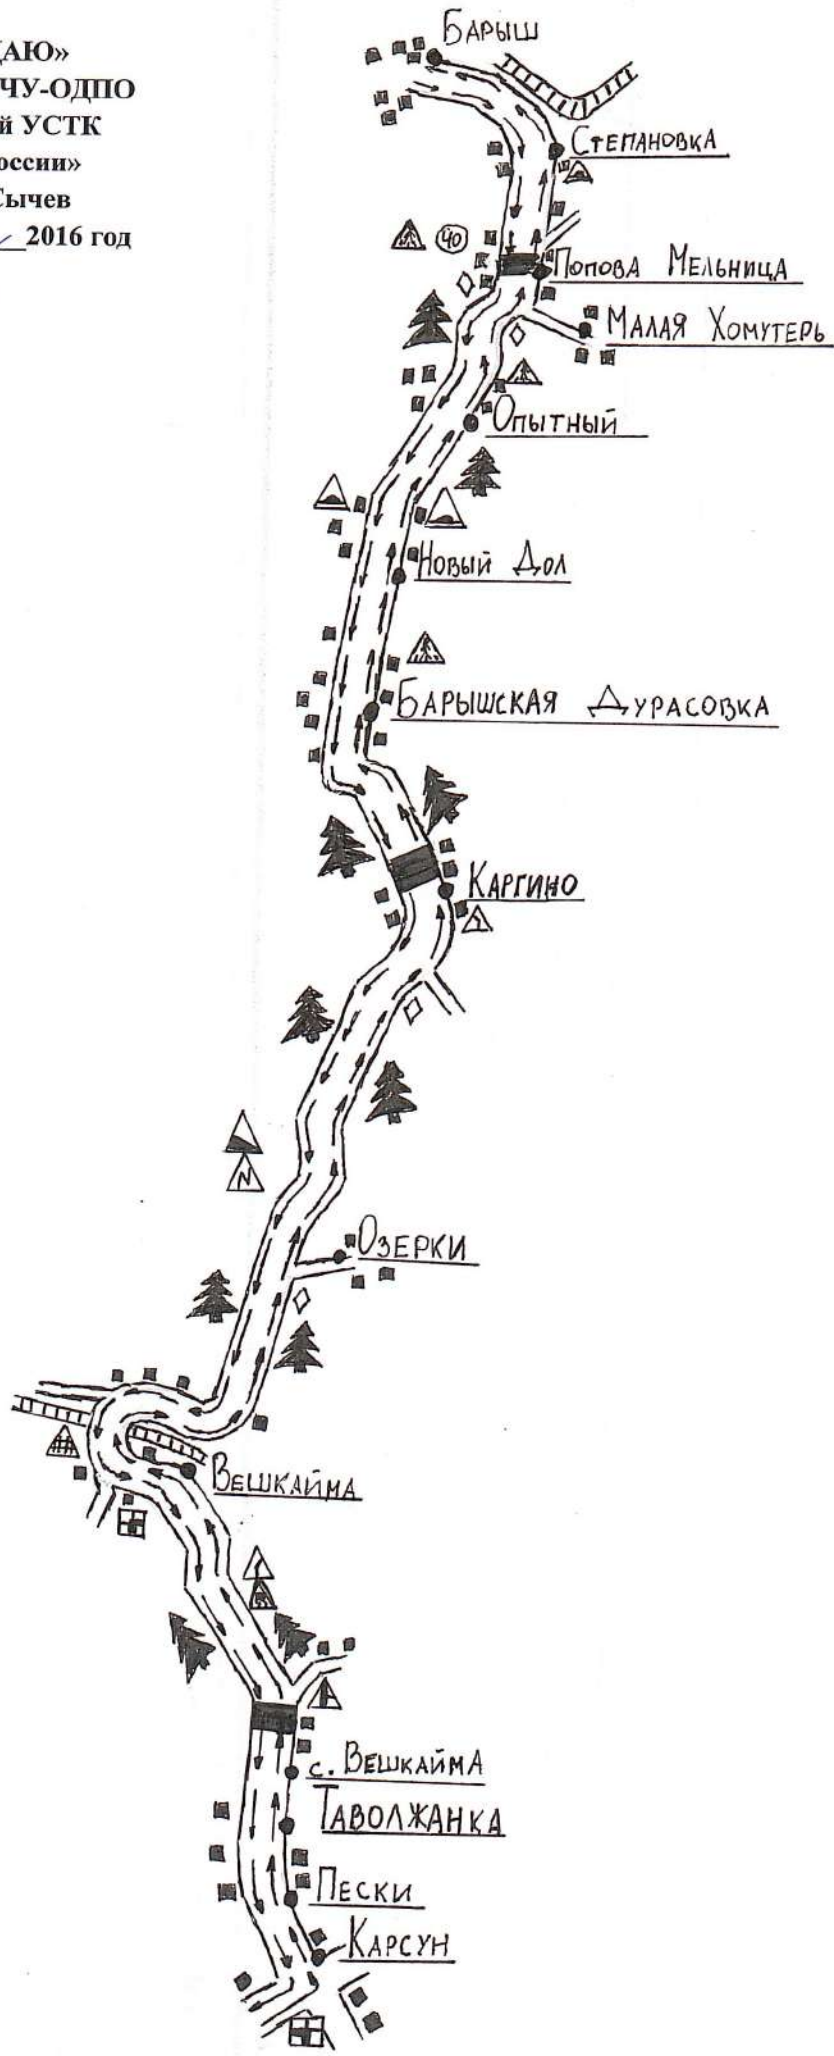 ДАЮ»
ЧУ-ОДПО
й УСТК
оссии»
Сычев
2016 год
Барыш
Степановка
40
Попова Мельница
Малая Хомутерь
Опытный
Новый Дол
Барышская Дурасовка
Каргино
Озерки
Вешкайма
с. Вешкайма
Таволжанка
Пески
Карсун